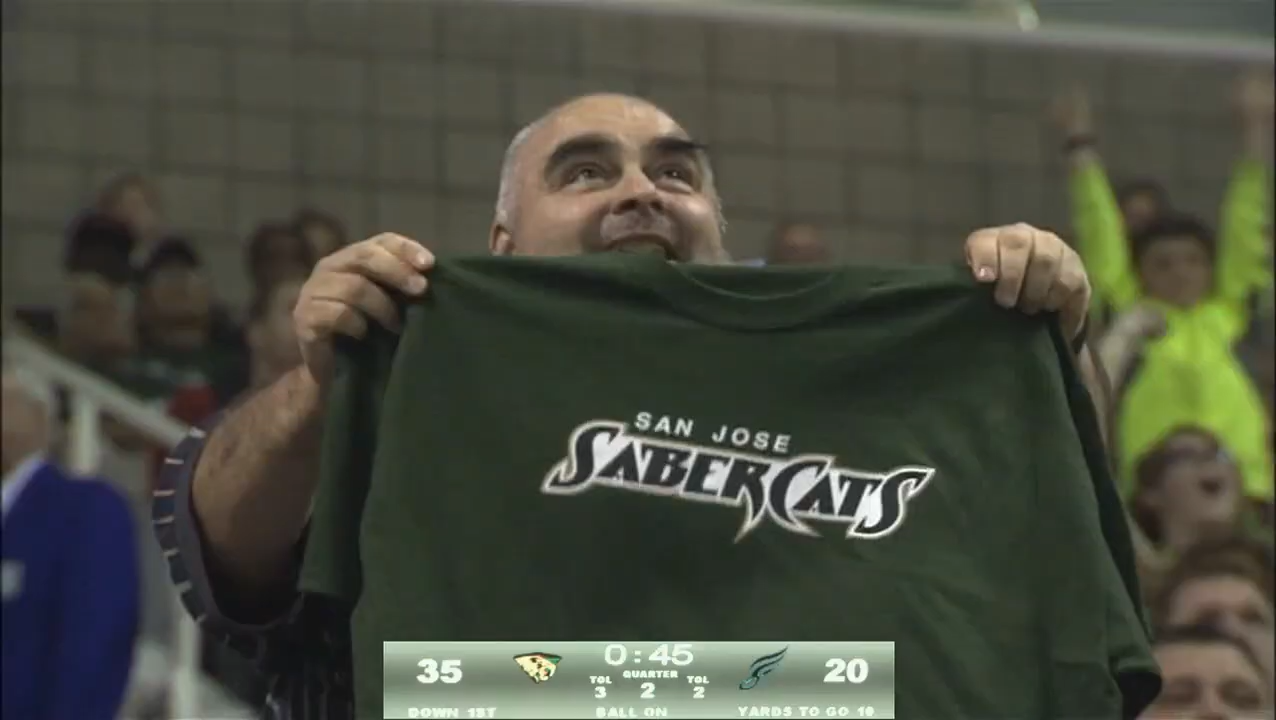 SAN JOSE
SABERCATS
35 0:45 20
TOL QUARTER TOL
3 2 2
DOWN 1ST BALL ON YARDS TO GO 10